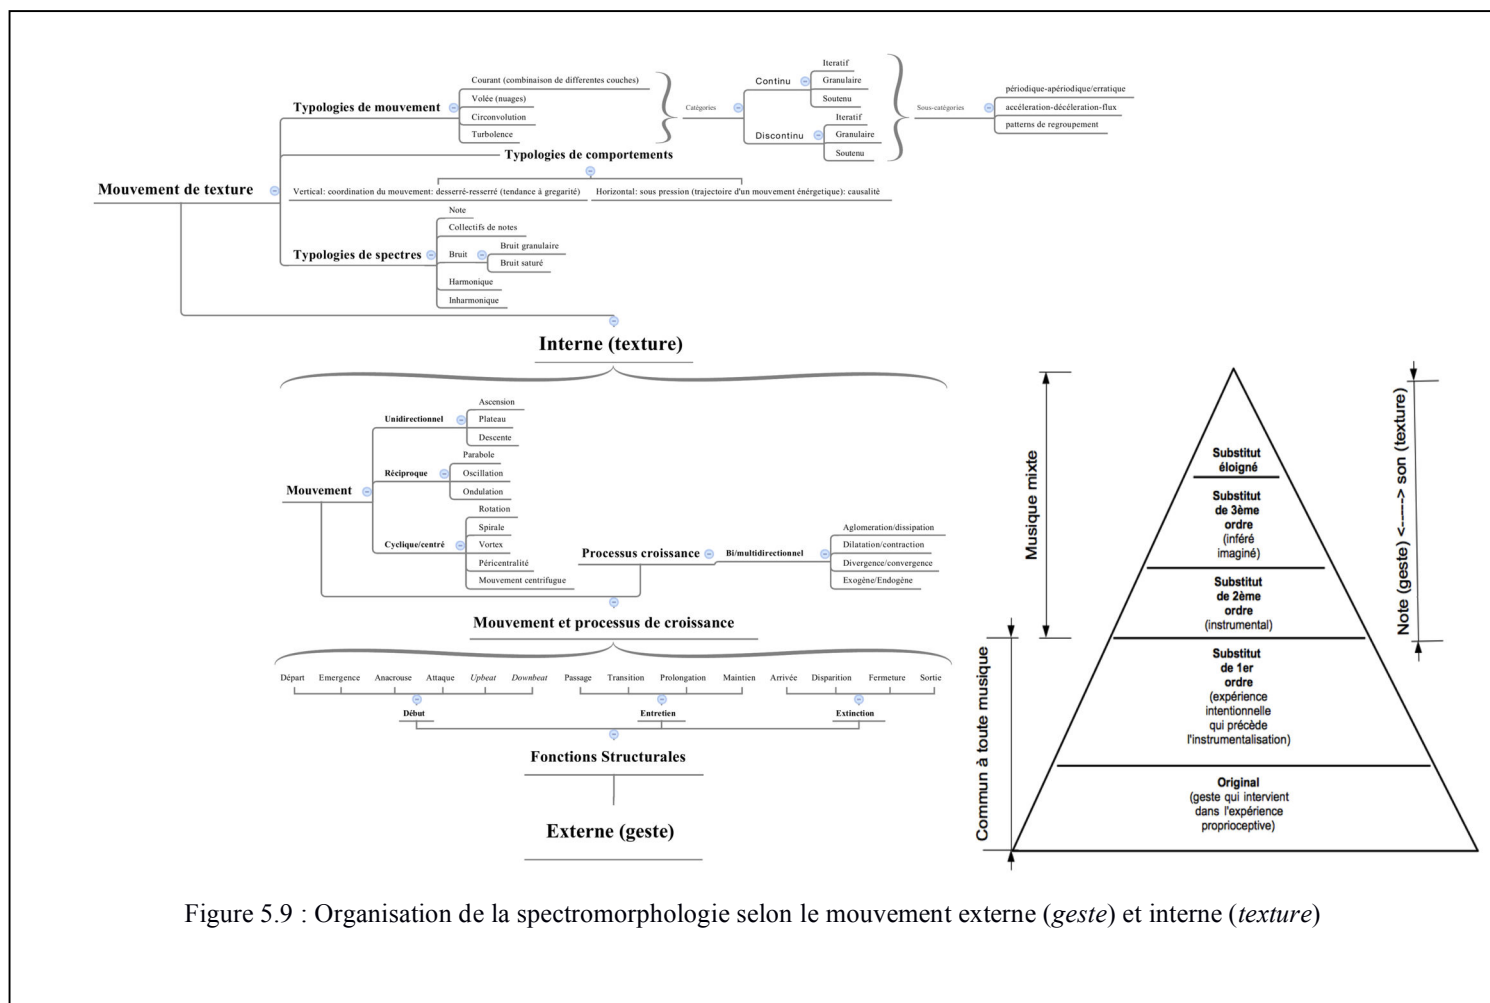 Typologies de mouvement
Courant (combinaison de differentes couches)
Volée (nuages)
Circonvolution
Turbolence
Catégories
Continu
Iteratif
Granulaire
Soutenu
Discontinu
Iteratif
Granulaire
Soutenu
Sous-catégories
périodique-apériodique/erratique
accéleration-décéleration-flux
patterns de regroupement
Typologies de comportements
Mouvement de texture
Vertical: coordination du mouvement: desserré-resserré (tendance à gregarité)
Horizontal: sous pression (trajectoire d'un mouvement énérgetique): causalité
Typologies de spectres
Note
Collectifs de notes
Bruit
Bruit granulaire
Bruit saturé
Harmonique
Inharmonique
Interne (texture)
Mouvement
Unidirectionnel
Ascension
Plateau
Descente
Réciproque
Parabole
Oscillation
Ondulation
Cyclique/centré
Rotation
Spirale
Vortex
Péricentralité
Mouvement centrifugue
Processus croissance
Bi/multidirectionnel
Aglomeration/dissipation
Dilatation/contraction
Divergence/convergence
Exogène/Endogène
Mouvement et processus de croissance
Départ
Emergence
Anacrouse
Attaque
Upbeat
Downbeat
Passage
Transition
Prolongation
Maintien
Arrivée
Disparition
Fermeture
Sortie
Début
Entretien
Extinction
Fonctions Structurales
Externe (geste)
Musique mixte
Commun à toute musique
Substitut
éloigné
Substitut
de 3ème
ordre
(inféré
imaginé)
Substitut
de 2ème
ordre
(instrumental)
Substitut
de 1er
ordre
(expérience
intentionnelle
qui précède
l'instrumentalisation)
Original
(geste qui intervient
dans l'expérience
proprioceptive)
Note (geste) <-----> son (texture)
Figure 5.9 : Organisation de la spectromorphologie selon le mouvement externe (geste) et interne (texture)